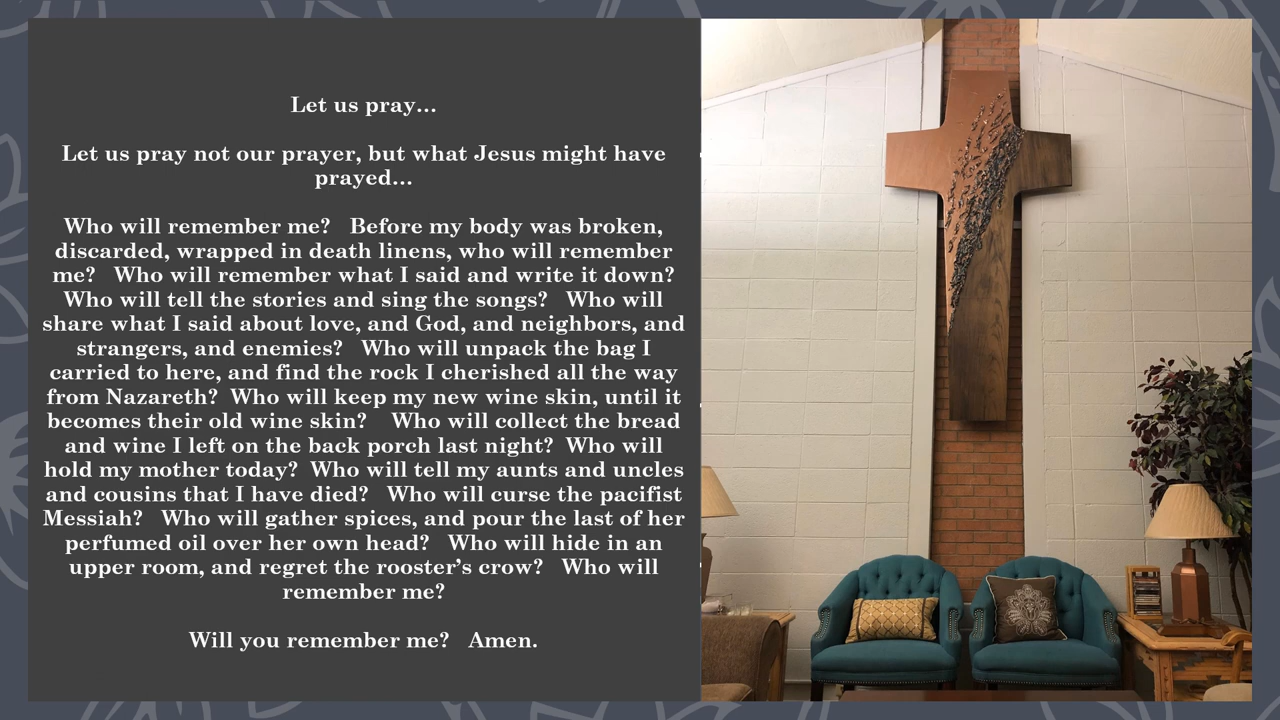 Let us pray…
Let us pray not our prayer, but what Jesus might have
prayed…
Who will remember me?   Before my body was broken,
discarded, wrapped in death linens, who will remember
me?   Who will remember what I said and write it down?
Who will tell the stories and sing the songs?   Who will
share what I said about love, and God, and neighbors, and
strangers, and enemies?   Who will unpack the bag I
carried to here, and find the rock I cherished all the way
from Nazareth?  Who will keep my new wine skin, until it
becomes their old wine skin?    Who will collect the bread
and wine I left on the back porch last night?  Who will
hold my mother today?  Who will tell my aunts and uncles
and cousins that I have died?   Who will curse the pacifist
Messiah?   Who will gather spices, and pour the last of her
perfumed oil over her own head?   Who will hide in an
upper room, and regret the rooster’s crow?   Who will
remember me?
Will you remember me?   Amen.